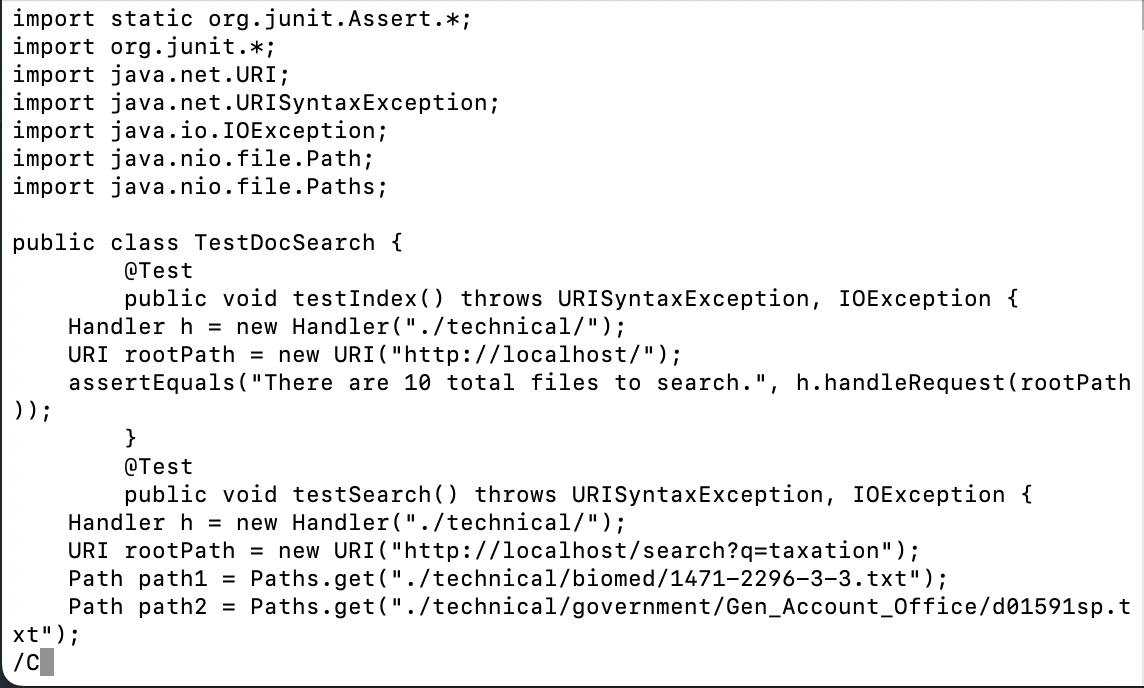 import static org.junit.Assert.*;
import org.junit.*;
import java.net.URI;
import java.net.URISyntaxException;
import java.io.IOException;
import java.nio.file.Path;
import java.nio.file.Paths;

public class TestDocSearch {
        @Test
        public void testIndex() throws URISyntaxException, IOException {
    Handler h = new Handler("./technical/");
    URI rootPath = new URI("http://localhost/");
    assertEquals("There are 10 total files to search.", h.handleRequest(rootPath
));
        }
        @Test
        public void testSearch() throws URISyntaxException, IOException {
    Handler h = new Handler("./technical/");
    URI rootPath = new URI("http://localhost/search?q=taxation");
    Path path1 = Paths.get("./technical/biomed/1471-2296-3-3.txt");
    Path path2 = Paths.get("./technical/government/Gen_Account_Office/d01591sp.t
xt");
/C